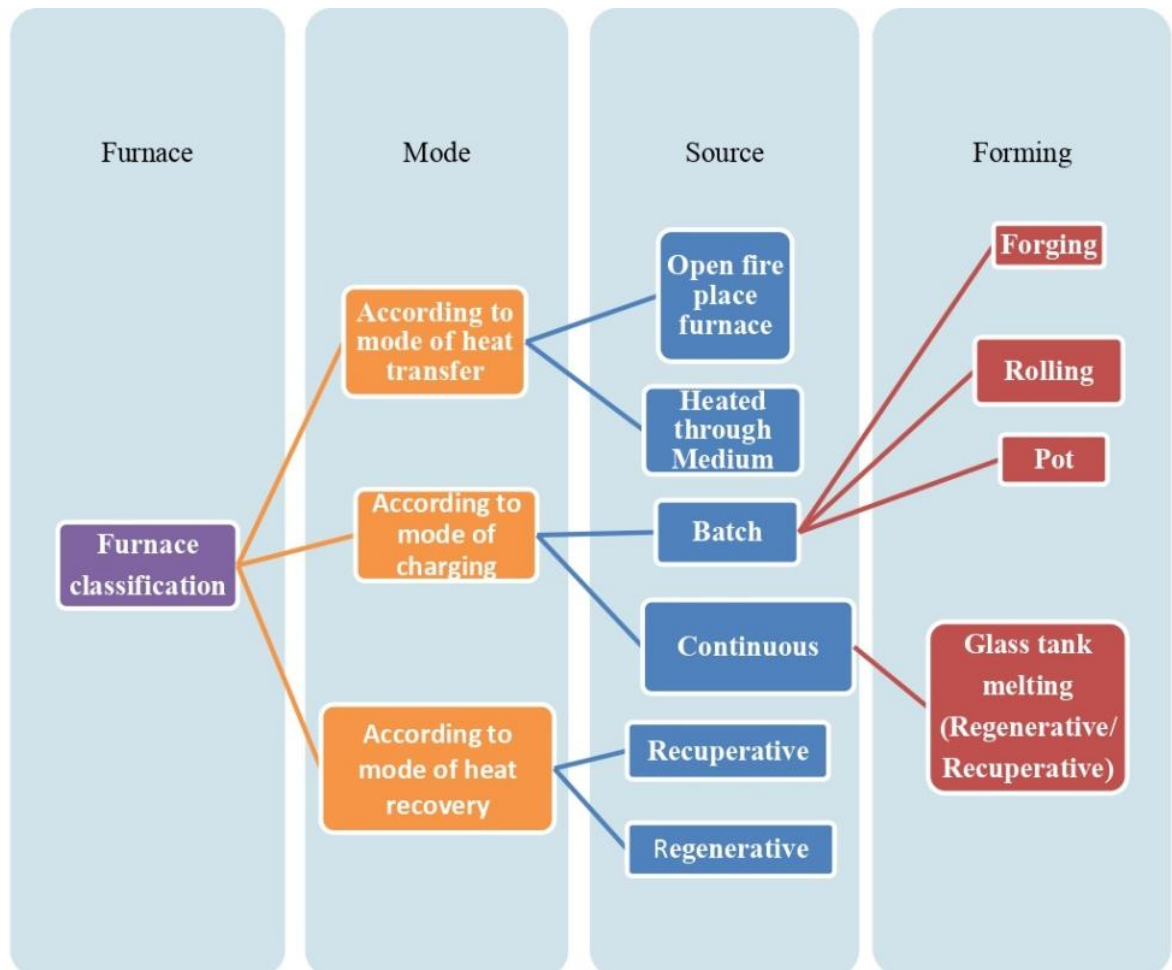 Furnace
Mode
Source
Forming
Furnace
classification
According to
mode of heat
transfer
According to
mode of
charging
According to
mode of heat
recovery
Open fire
place
furnace
Heated
through
Medium
Batch
Continuous
Recuperative
Regenerative
Forging
Rolling
Pot
Glass tank
melting
(Regenerative/
Recuperative)